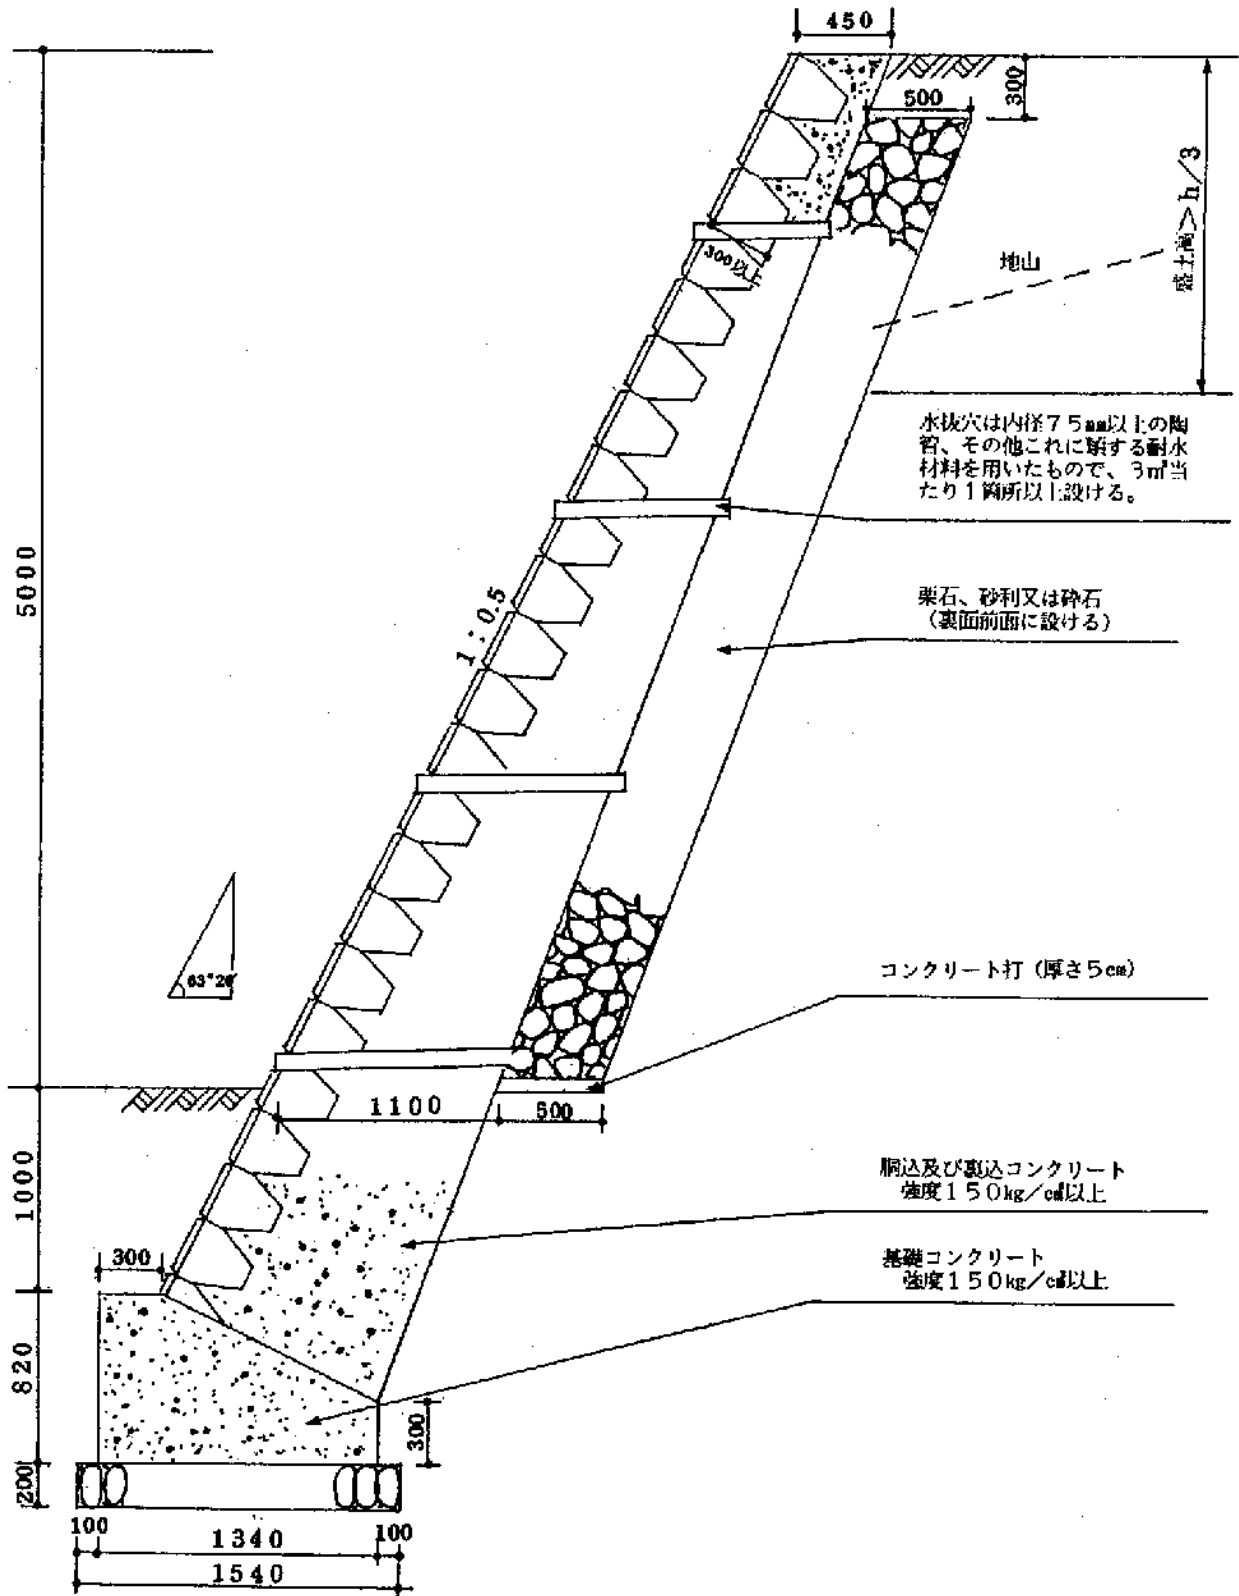 450
300
500
盛土高>h/3
地山
300以上
水抜穴は内径75mm以上の陶
管、その他これに類する耐水
材料を用いたもので、3㎡当
たり1箇所以上設ける。
5000
1:0.5
栗石、砂利又は砕石
(裏面前面に設ける)
63°26′
コンクリート打(厚さ5cm)
1100
500
1000
胴込及び裏込コンクリート
強度150kg/c㎡以上
300
基礎コンクリート
強度150kg/c㎡以上
820
300
200
100
1340
100
1540